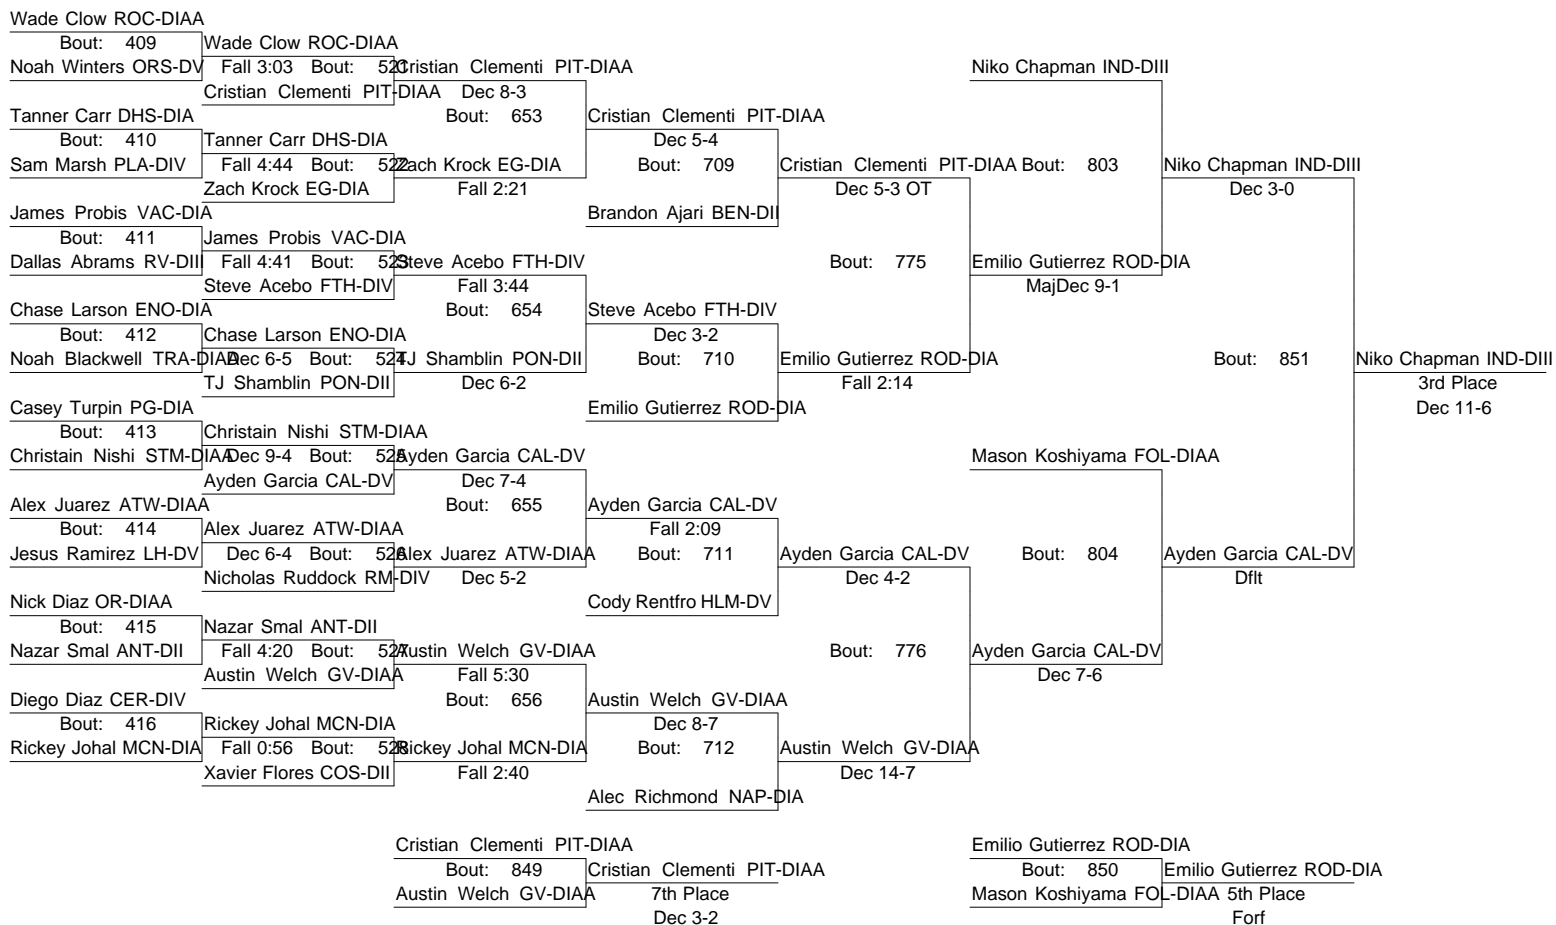 Wade Clow ROC-DIAA
Bout: 409 Wade Clow ROC-DIAA
Noah Winters ORS-DV Fall 3:03 Bout: 521 Cristian Clementi PIT-DIAA Niko Chapman IND-DIII
Cristian Clementi PIT-DIAA Dec 8-3
Tanner Carr DHS-DIA Bout: 653 Cristian Clementi PIT-DIAA
Bout: 410 Tanner Carr DHS-DIA Dec 5-4
Sam Marsh PLA-DIV Fall 4:44 Bout: 522 Zach Krock EG-DIA Bout: 709 Cristian Clementi PIT-DIAA Bout: 803 Niko Chapman IND-DIII
Zach Krock EG-DIA Fall 2:21 Dec 5-3 OT Dec 3-0
James Probis VAC-DIA Brandon Ajari BEN-DII
Bout: 411 James Probis VAC-DIA
Dallas Abrams RV-DIII Fall 4:41 Bout: 523 Steve Acebo FTH-DIV Bout: 775 Emilio Gutierrez ROD-DIA
Steve Acebo FTH-DIV Fall 3:44 MajDec 9-1
Chase Larson ENO-DIA Bout: 654 Steve Acebo FTH-DIV
Bout: 412 Chase Larson ENO-DIA Dec 3-2
Noah Blackwell TRA-DIAA Dec 6-5 Bout: 524 TJ Shamblin PON-DII Bout: 710 Emilio Gutierrez ROD-DIA Bout: 851 Niko Chapman IND-DIII
TJ Shamblin PON-DII Dec 6-2 Fall 2:14 3rd Place
Casey Turpin PG-DIA Emilio Gutierrez ROD-DIA Dec 11-6
Bout: 413 Christain Nishi STM-DIAA
Christain Nishi STM-DIAA Dec 9-4 Bout: 525 Ayden Garcia CAL-DV Mason Koshiyama FOL-DIAA
Ayden Garcia CAL-DV Dec 7-4
Alex Juarez ATW-DIAA Bout: 655 Ayden Garcia CAL-DV
Bout: 414 Alex Juarez ATW-DIAA Fall 2:09
Jesus Ramirez LH-DV Dec 6-4 Bout: 526 Alex Juarez ATW-DIAA Bout: 711 Ayden Garcia CAL-DV Bout: 804 Ayden Garcia CAL-DV
Nicholas Ruddock RM-DIV Dec 5-2 Dec 4-2 Dflt
Nick Diaz OR-DIAA Cody Rentfro HLM-DV
Bout: 415 Nazar Smal ANT-DII
Nazar Smal ANT-DII Fall 4:20 Bout: 527 Austin Welch GV-DIAA Bout: 776 Ayden Garcia CAL-DV
Austin Welch GV-DIAA Fall 5:30 Dec 7-6
Diego Diaz CER-DIV Bout: 656 Austin Welch GV-DIAA
Bout: 416 Rickey Johal MCN-DIA Dec 8-7
Rickey Johal MCN-DIA Fall 0:56 Bout: 528 Rickey Johal MCN-DIA Bout: 712 Austin Welch GV-DIAA
Xavier Flores COS-DII Fall 2:40 Dec 14-7
Alec Richmond NAP-DIA
Cristian Clementi PIT-DIAA Emilio Gutierrez ROD-DIA
Bout: 849 Cristian Clementi PIT-DIAA Bout: 850 Emilio Gutierrez ROD-DIA
Austin Welch GV-DIAA 7th Place Mason Koshiyama FOL-DIAA 5th Place
Dec 3-2 Forf